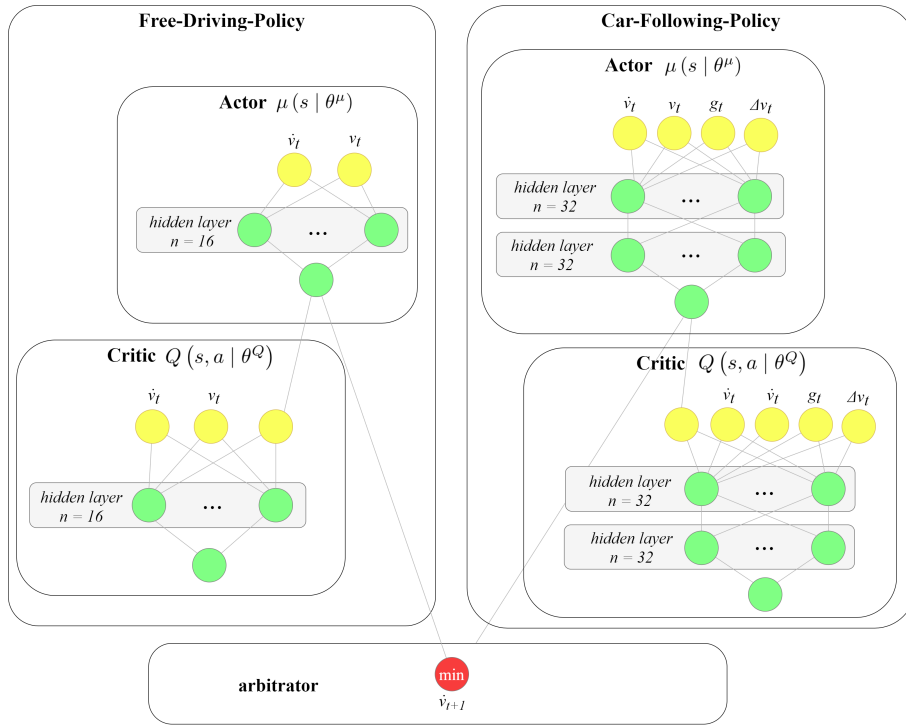 Free-Driving-Policy
Actor μ (s | θ^μ)
v̇_t v_t
hidden layer
n = 16
...
Critic Q (s, a | θ^Q)
v̇_t v_t
hidden layer
n = 16
...
Car-Following-Policy
Actor μ (s | θ^μ)
v̇_t v_t g_t Δv_t
hidden layer
n = 32
...
hidden layer
n = 32
...
Critic Q (s, a | θ^Q)
v̇_t v̇_t g_t Δv_t
hidden layer
n = 32
...
hidden layer
n = 32
...
arbitrator
min
v̇_{t+1}